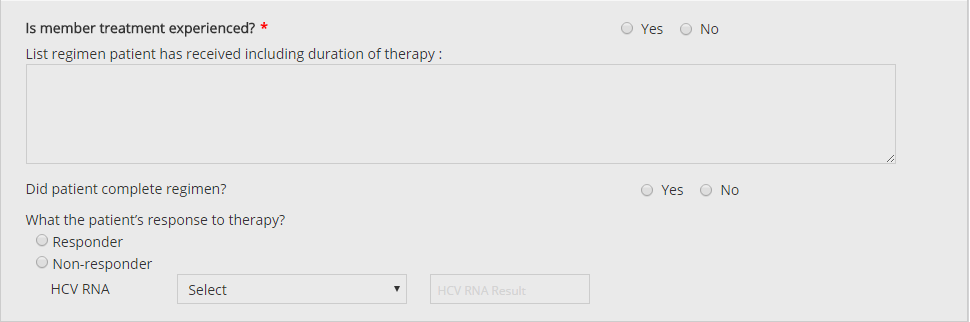 Is member treatment experienced? * Yes No
List regimen patient has received including duration of therapy :
Did patient complete regimen? Yes No
What the patient’s response to therapy?
Responder
Non-responder
HCV RNA Select HCV RNA Result